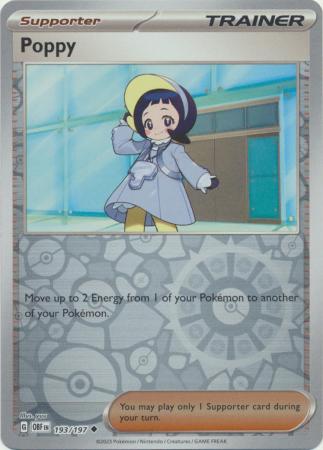 Supporter
TRAINER
Poppy
Move up to 2 Energy from 1 of your Pokémon to another
of your Pokémon.
Illus. yuu
G OBF EN 193/197 ◆
You may play only 1 Supporter card during
your turn.
©2023 Pokémon / Nintendo / Creatures / GAME FREAK